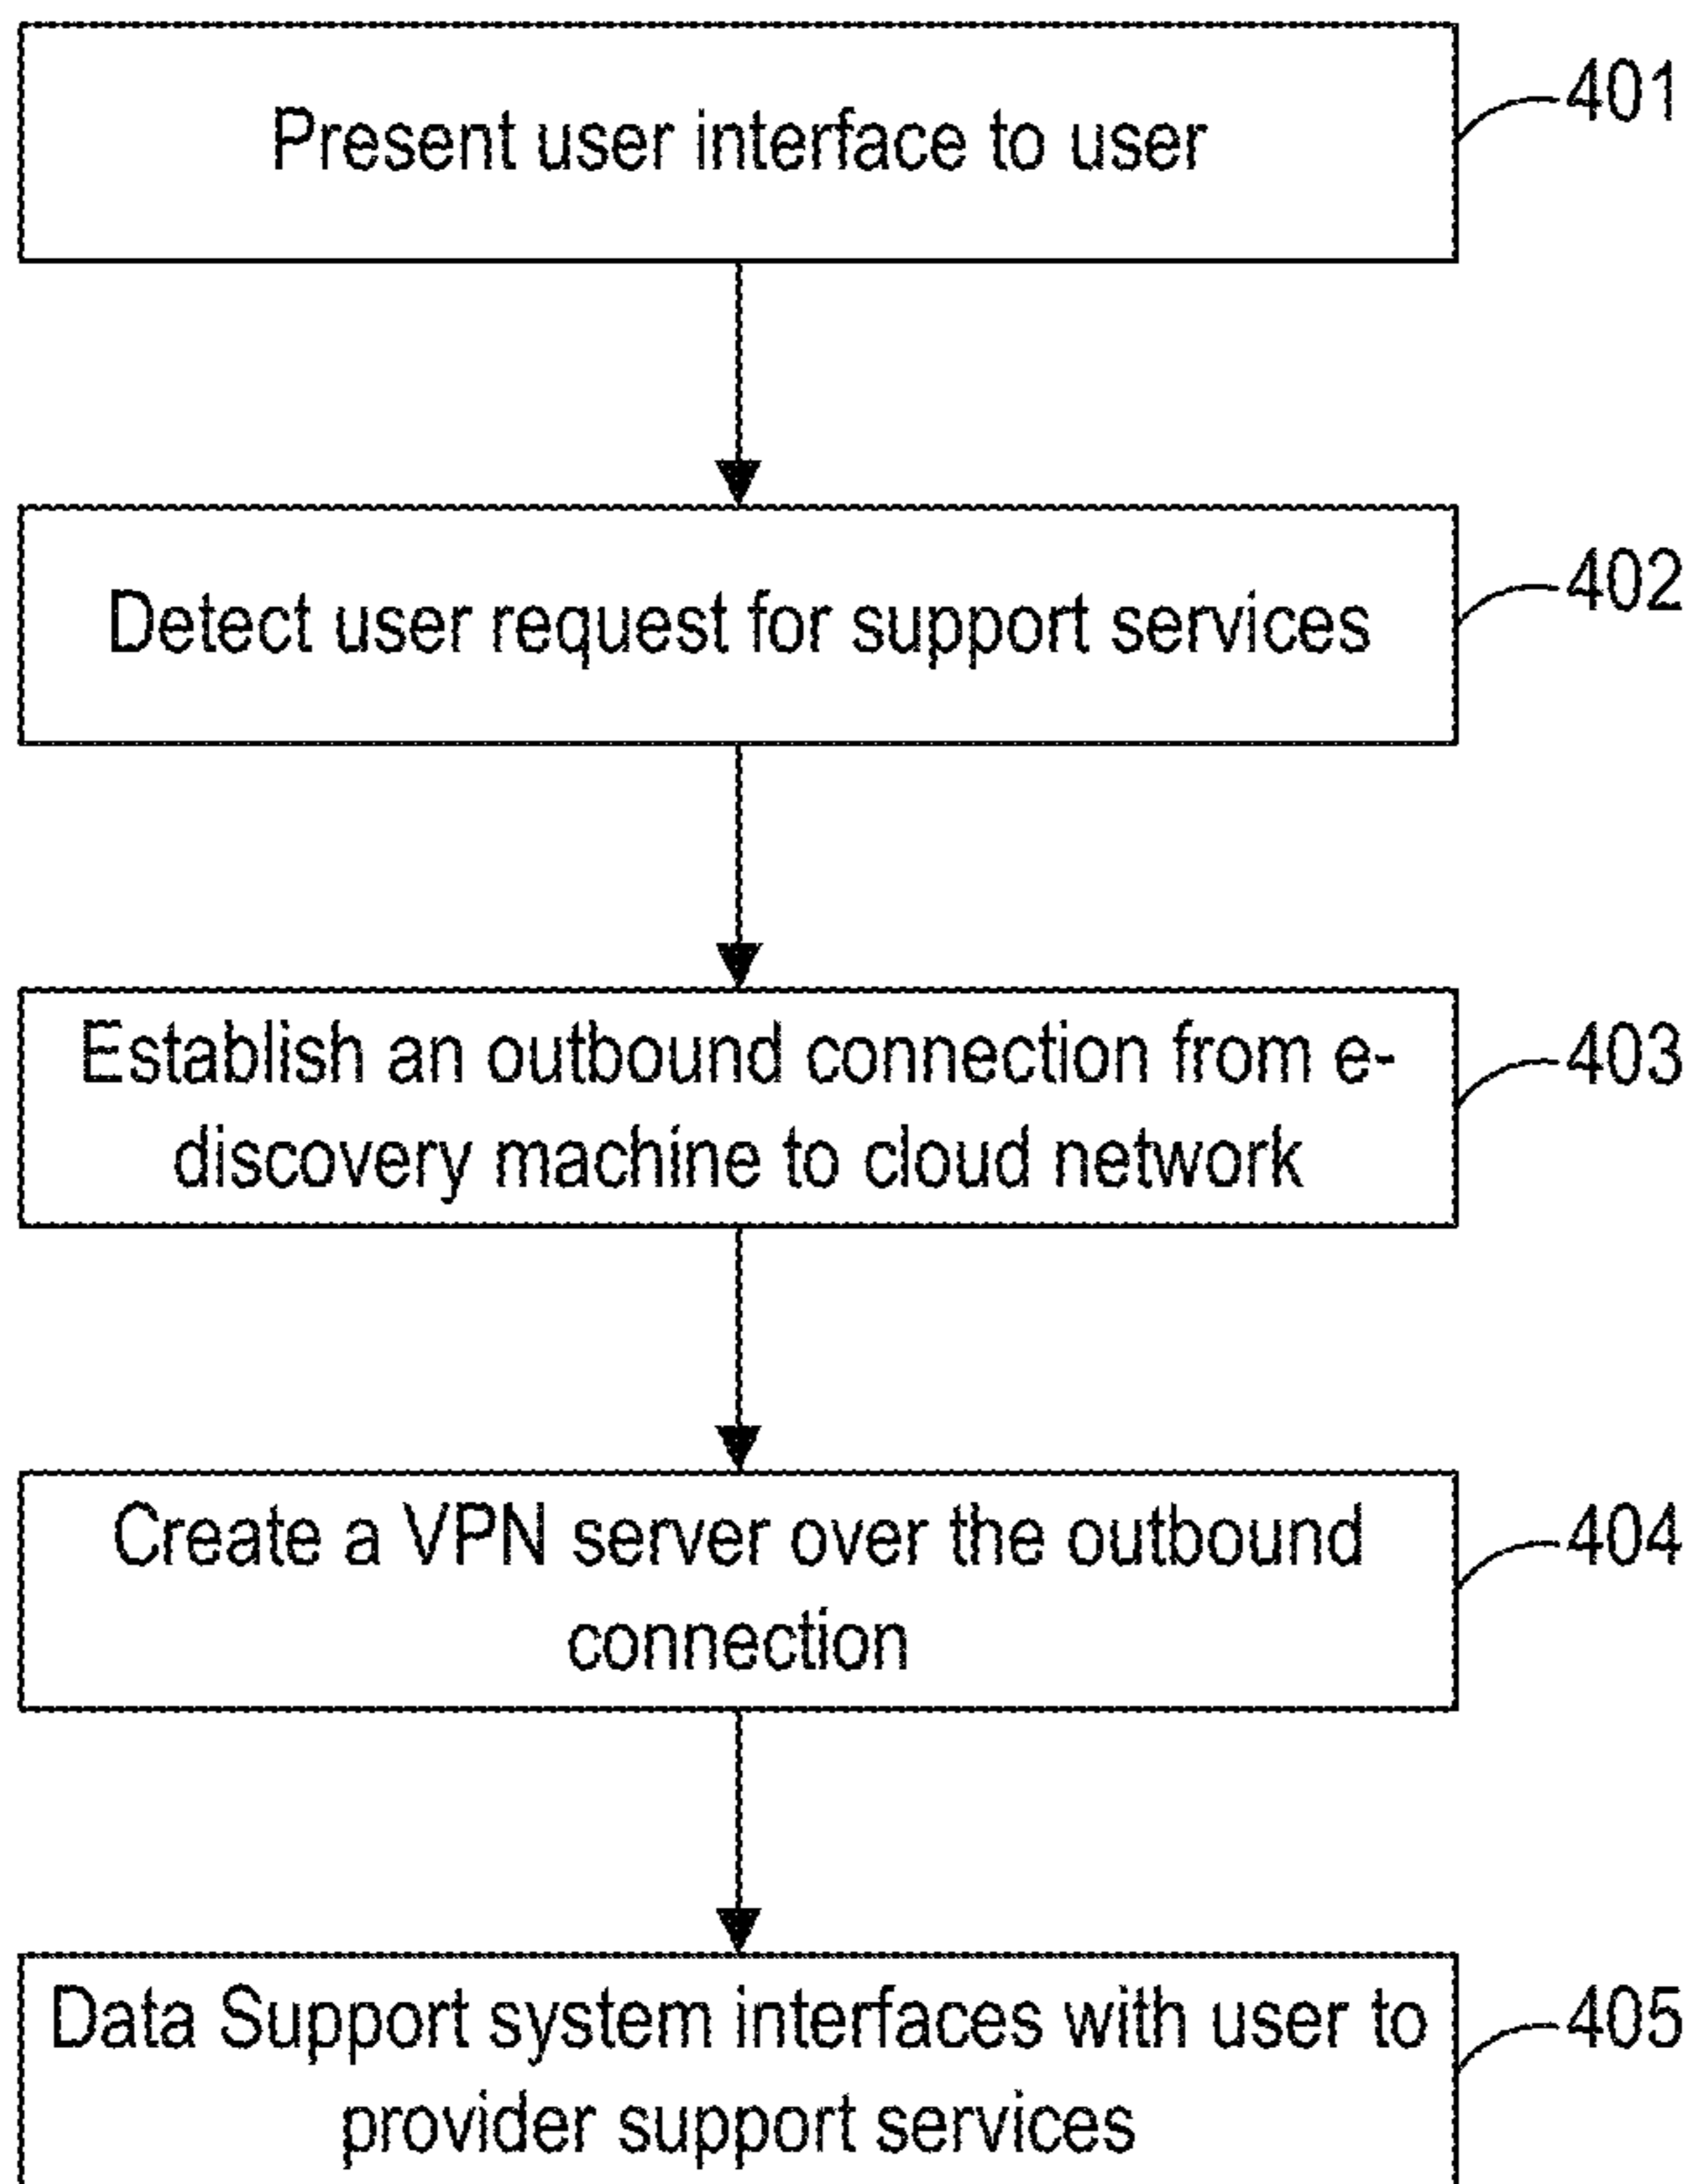 Present user interface to user
401
Detect user request for support services
402
Establish an outbound connection from e-
discovery machine to cloud network
403
Create a VPN server over the outbound
connection
404
Data Support system interfaces with user to
provider support services
405